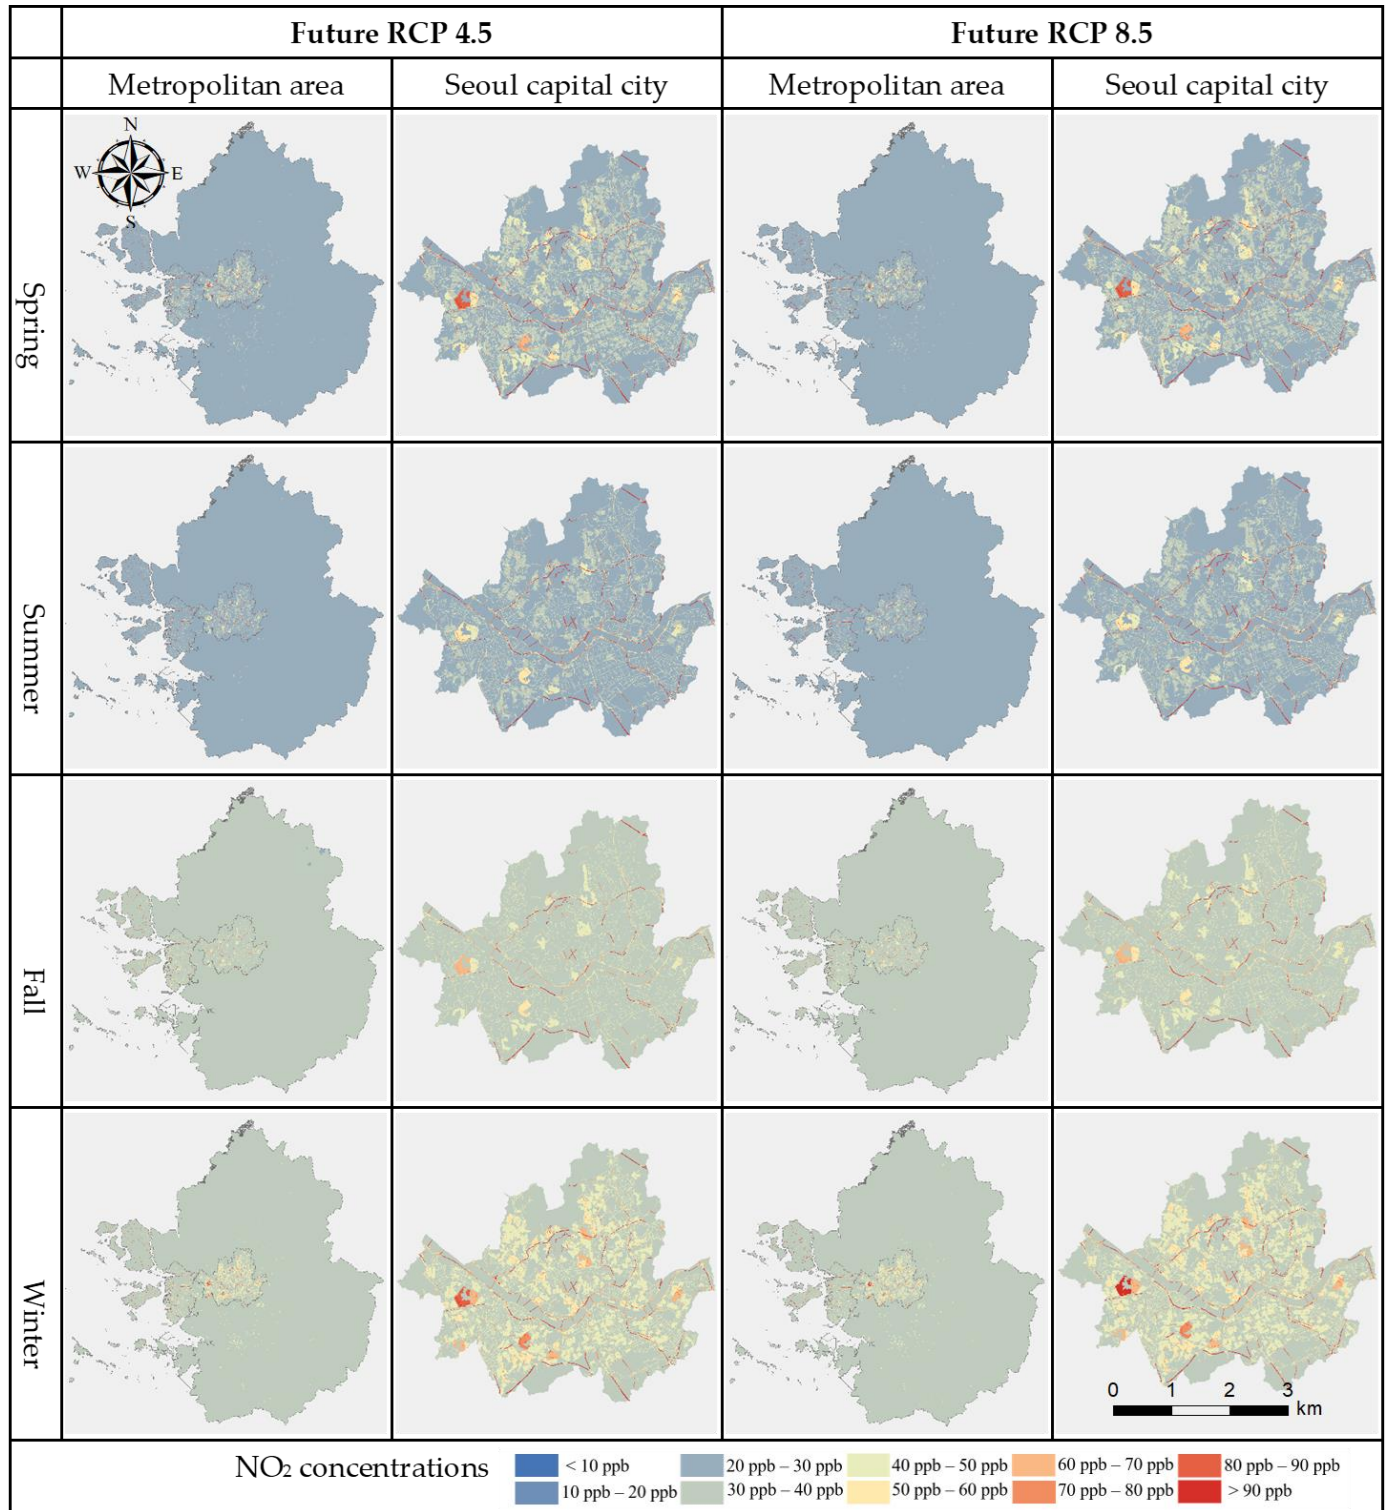 Future RCP 4.5 Future RCP 8.5
Metropolitan area Seoul capital city Metropolitan area Seoul capital city
N
W E
S
Spring
Summer
Fall
Winter
0 1 2 3
km
NO₂ concentrations
< 10 ppb 20 ppb – 30 ppb 40 ppb – 50 ppb 60 ppb – 70 ppb 80 ppb – 90 ppb
10 ppb – 20 ppb 30 ppb – 40 ppb 50 ppb – 60 ppb 70 ppb – 80 ppb > 90 ppb